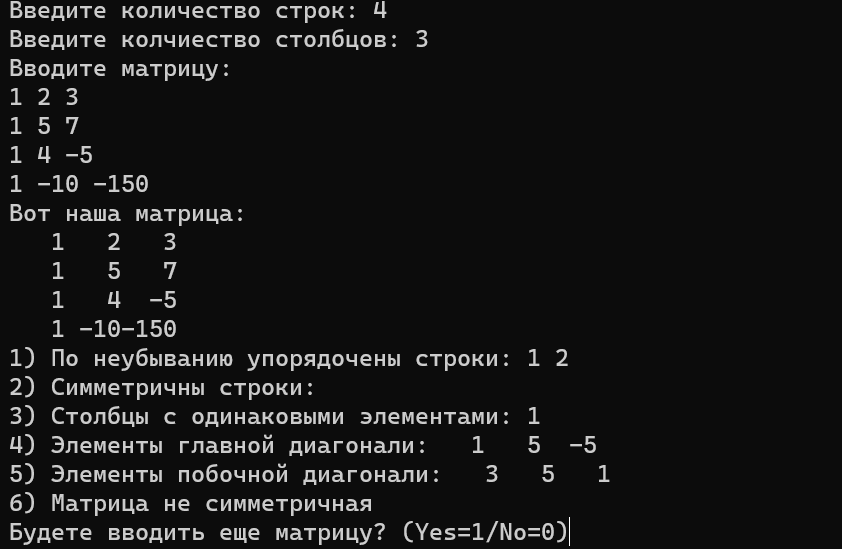 Введите количество строк: 4
Введите колчиество столбцов: 3
Вводите матрицу:
1 2 3
1 5 7
1 4 -5
1 -10 -150
Вот наша матрица:
   1   2   3
   1   5   7
   1   4  -5
   1 -10-150
1) По неубыванию упорядочены строки: 1 2
2) Симметричны строки:
3) Столбцы с одинаковыми элементами: 1
4) Элементы главной диагонали:   1   5  -5
5) Элементы побочной диагонали:   3   5   1
6) Матрица не симметричная
Будете вводить еще матрицу? (Yes=1/No=0)